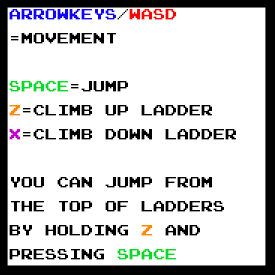 ARROWKEYS/WASD
=MOVEMENT
SPACE=JUMP
Z=CLIMB UP LADDER
X=CLIMB DOWN LADDER
YOU CAN JUMP FROM
THE TOP OF LADDERS
BY HOLDING Z AND
PRESSING SPACE